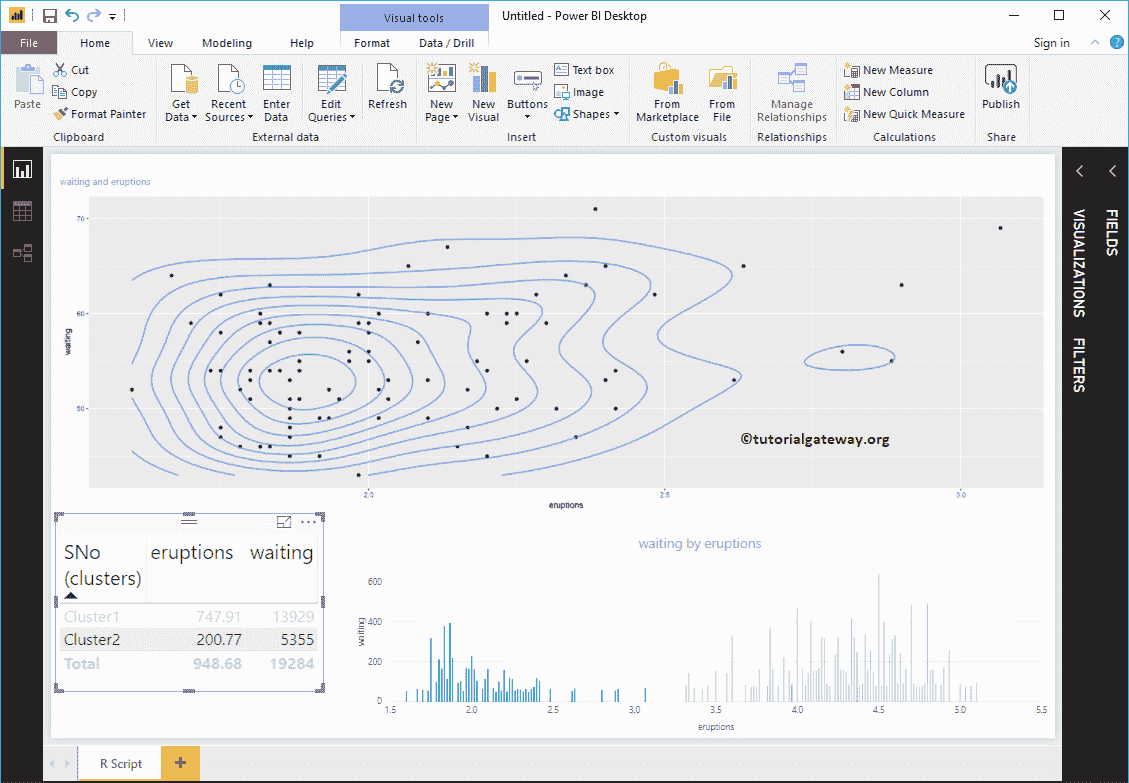 Visual tools
Untitled - Power BI Desktop
File Home View Modeling Help Format Data / Drill Sign in ?
Paste
Cut
Copy
Format Painter
Clipboard
Get Data
Recent Sources
Enter Data
Edit Queries
External data
Refresh
New Page
New Visual
Buttons
Text box
Image
Shapes
Insert
From Marketplace
From File
Custom visuals
Manage Relationships
Relationships
New Measure
New Column
New Quick Measure
Calculations
Publish
Share
VISUALIZATIONS
FILTERS
FIELDS
waiting and eruptions
70
60
50
waiting
2.0 2.5 3.0
eruptions
©tutorialgateway.org
SNo (clusters) eruptions waiting
Cluster1 747.91 13929
Cluster2 200.77 5355
Total 948.68 19284
waiting by eruptions
600
400
200
0
waiting
1.5 2.0 2.5 3.0 3.5 4.0 4.5 5.0 5.5
eruptions
R Script +